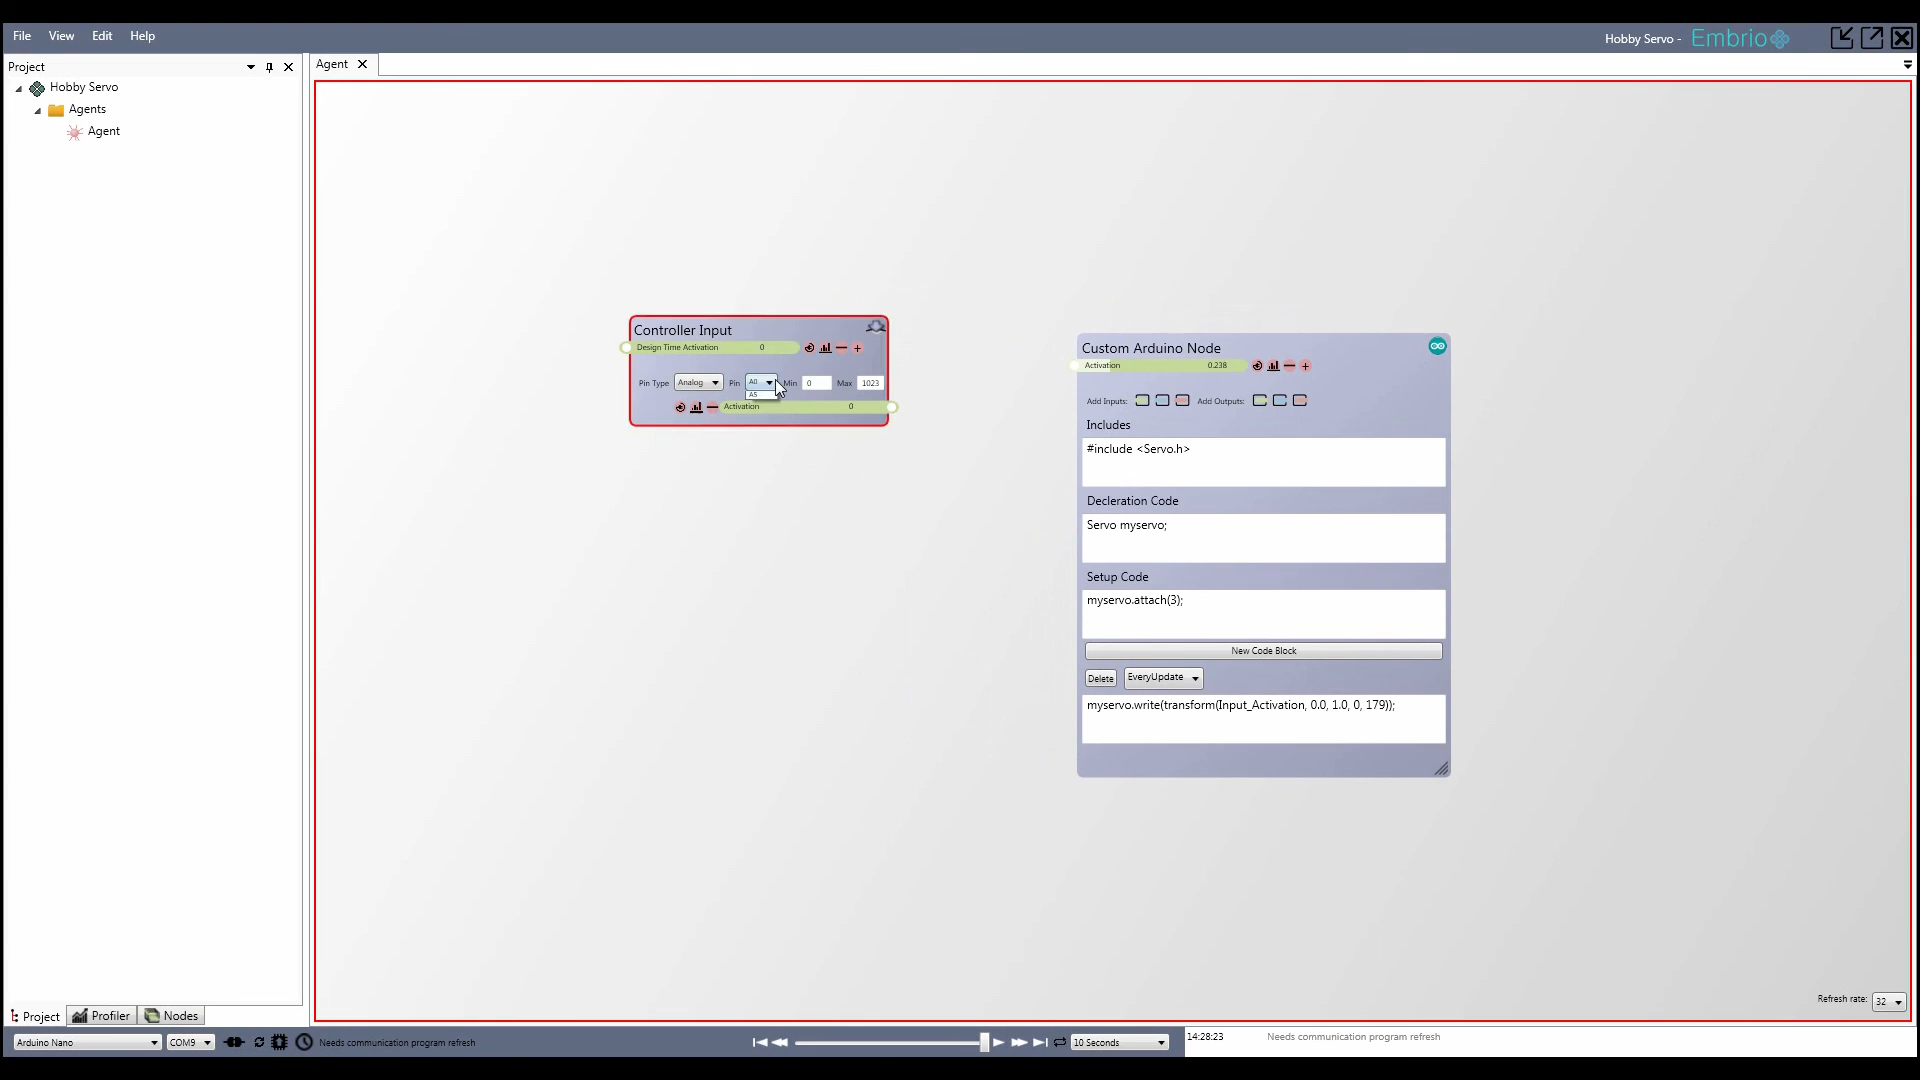 File View Edit Help
Hobby Servo - Embrio
Project
Agent
Hobby Servo
Agents
Agent
Controller Input
Design Time Activation 0
Pin Type Analog Pin A0 Min 0 Max 1023
A5
Activation 0
Custom Arduino Node
Activation 0.238
Add Inputs: Add Outputs:
Includes
#include <Servo.h>
Decleration Code
Servo myservo;
Setup Code
myservo.attach(3);
New Code Block
Delete EveryUpdate
myservo.write(transform(Input_Activation, 0.0, 1.0, 0, 179));
Refresh rate: 32
Project Profiler Nodes
Arduino Nano COM9 Needs communication program refresh 10 Seconds 14:28:23 Needs communication program refresh